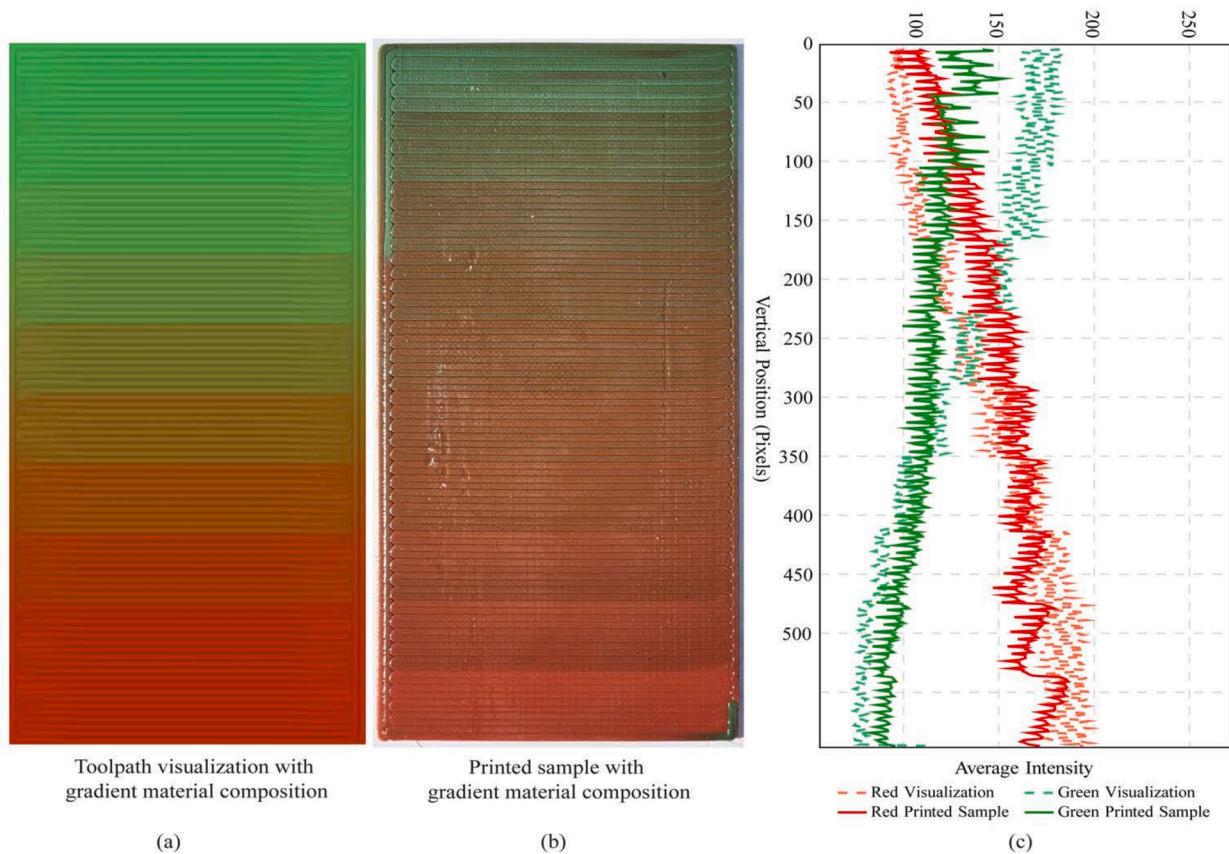 100
150
200
250
0
50
100
150
200
250
300
350
400
450
500
Vertical Position (Pixels)
Toolpath visualization with
gradient material composition
Printed sample with
gradient material composition
Average Intensity
Red Visualization
Green Visualization
Red Printed Sample
Green Printed Sample
(a)
(b)
(c)